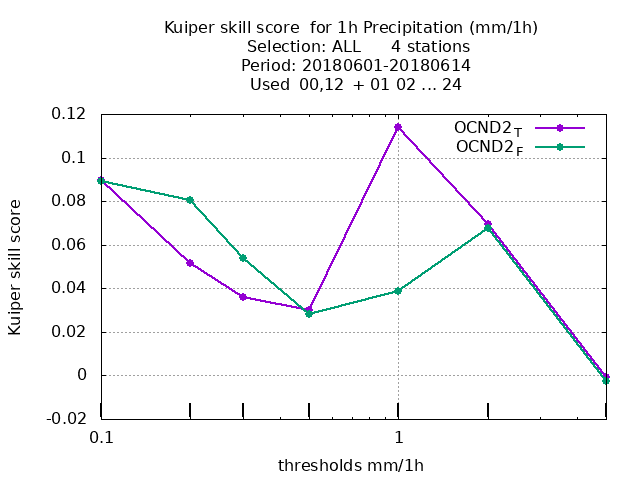 Kuiper skill score  for 1h Precipitation (mm/1h)
Selection: ALL      4 stations
Period: 20180601-20180614
Used  00,12  + 01 02 ... 24
OCND2_T
OCND2_F
0.12
0.1
0.08
0.06
0.04
0.02
0
-0.02
Kuiper skill score
0.1
1
thresholds mm/1h